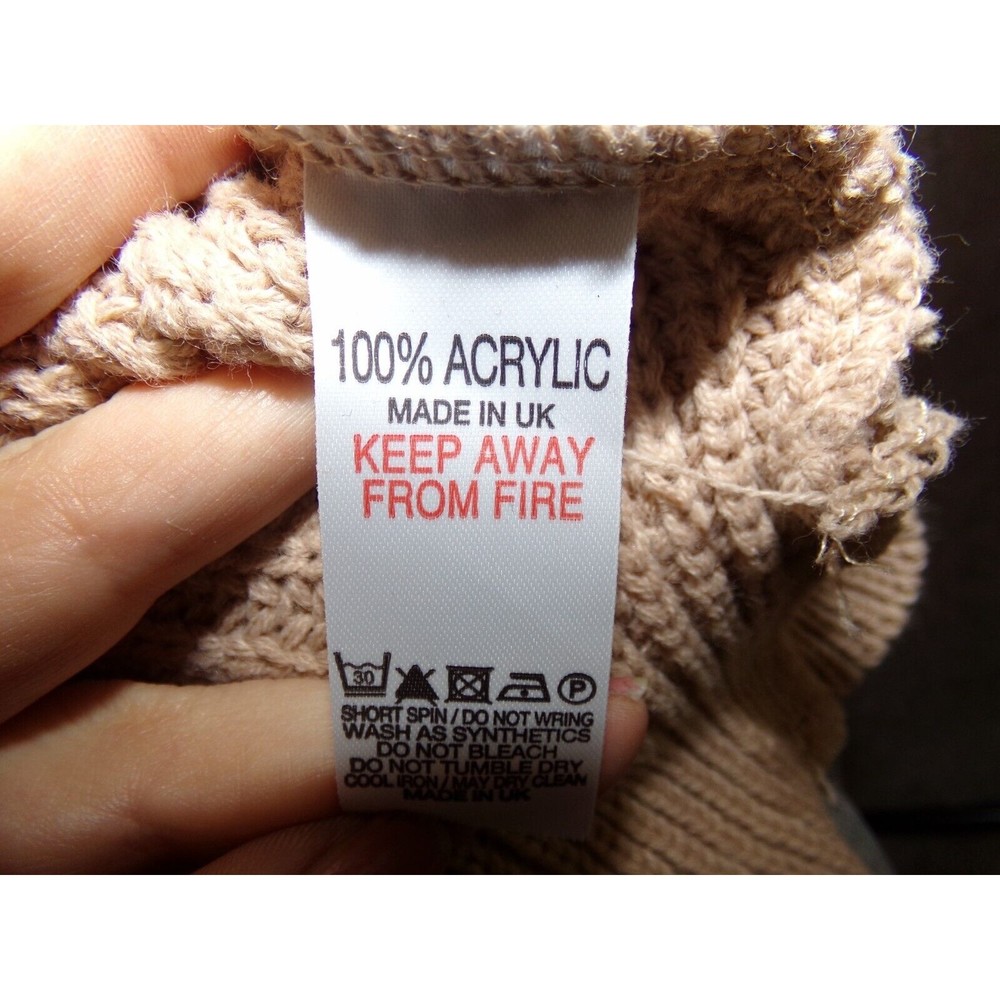 100% ACRYLIC
MADE IN UK
KEEP AWAY
FROM FIRE
30 P
SHORT SPIN / DO NOT WRING
WASH AS SYNTHETICS
DO NOT BLEACH
DO NOT TUMBLE DRY
COOL IRON / MAY DRY CLEAN
MADE IN UK